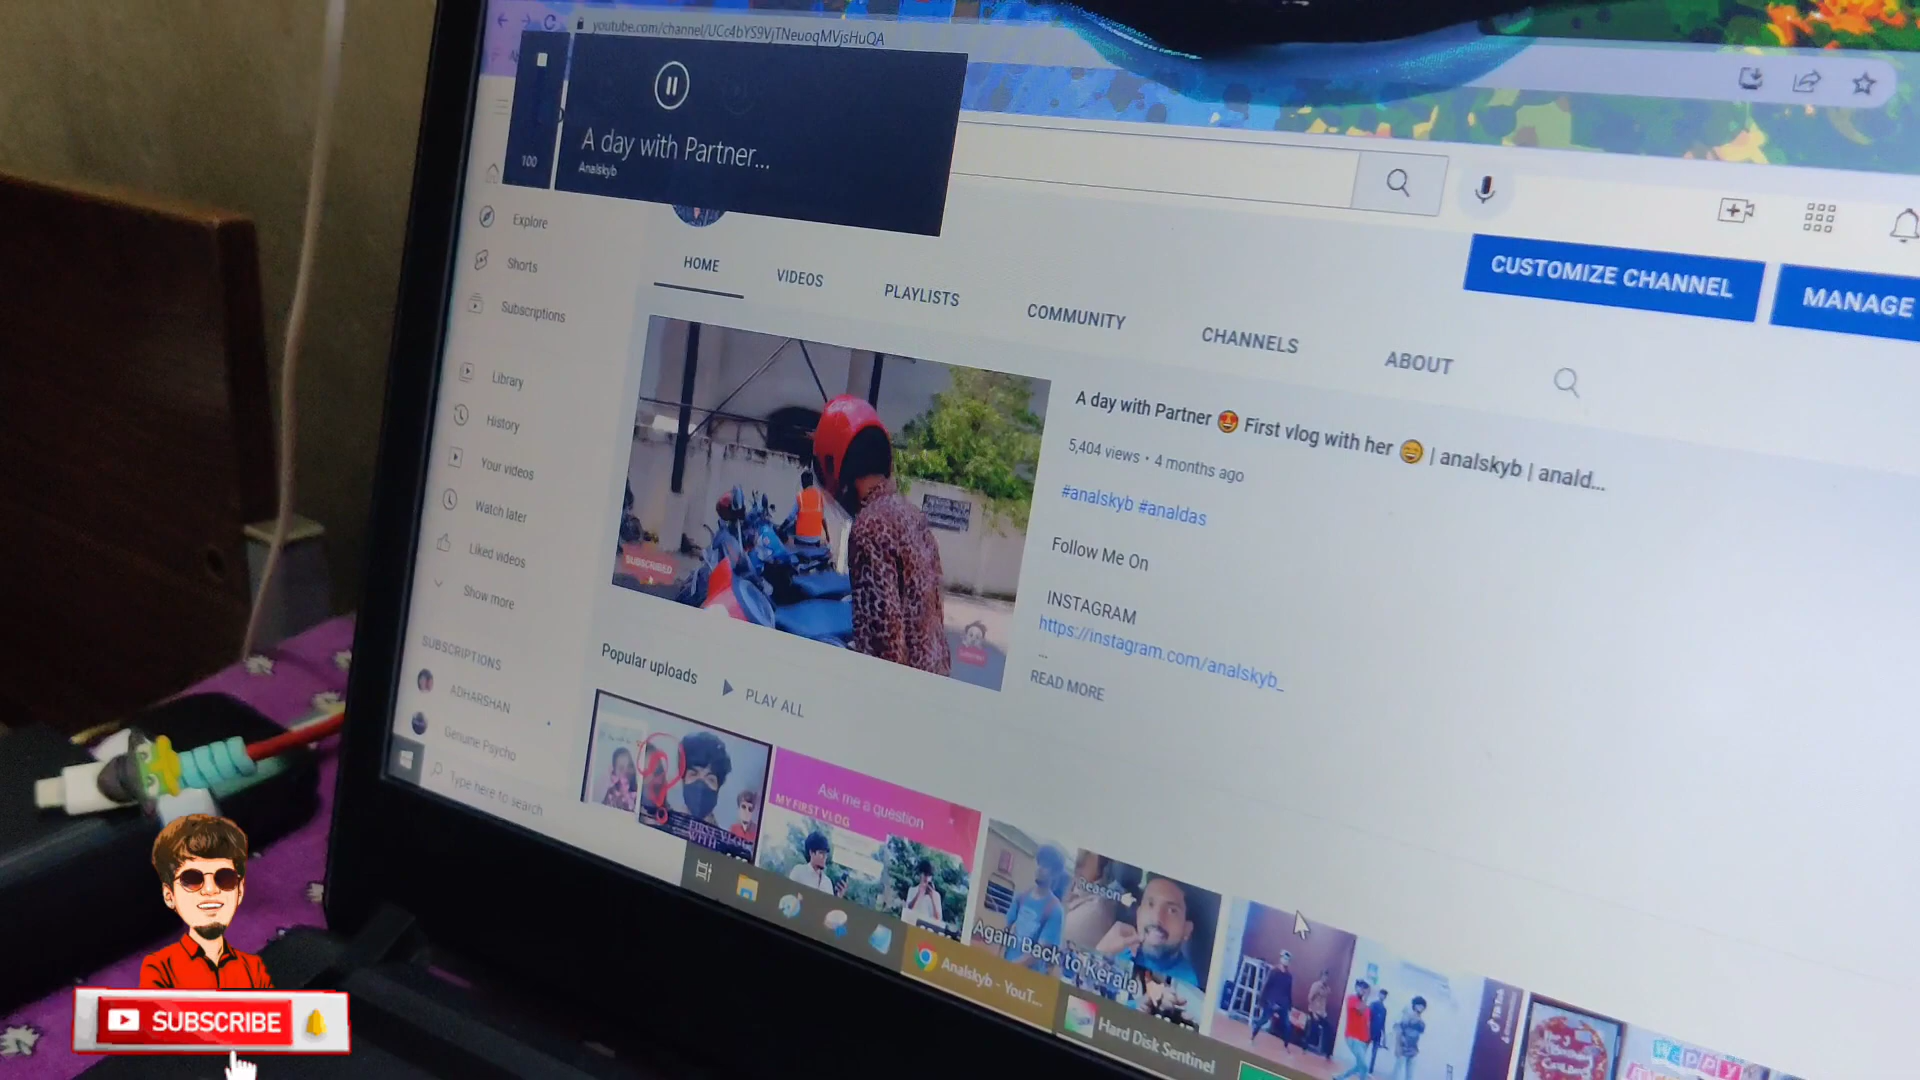 youtube.com/channel/UCc4bYS9VjTNeuoqMVjsHuQA
A day with Partner...
Analskyb
100
Explore
Shorts
Subscriptions
Library
History
Your videos
Watch later
Liked videos
Show more
SUBSCRIPTIONS
ADHARSHAN
Genume Psycho
Type here to search
HOME
VIDEOS
PLAYLISTS
COMMUNITY
CHANNELS
ABOUT
CUSTOMIZE CHANNEL
MANAGE
A day with Partner 🤩 First vlog with her 😄 | analskyb | anald...
5,404 views • 4 months ago
#analskyb #analdas
Follow Me On
INSTAGRAM
https://instagram.com/analskyb_
...
READ MORE
SUBSCRIBED
Popular uploads
PLAY ALL
Ask me a question
MY FIRST VLOG
Reason
Again Back to Kerala
Analskyb - YouT...
Hard Disk Sentinel
SUBSCRIBE